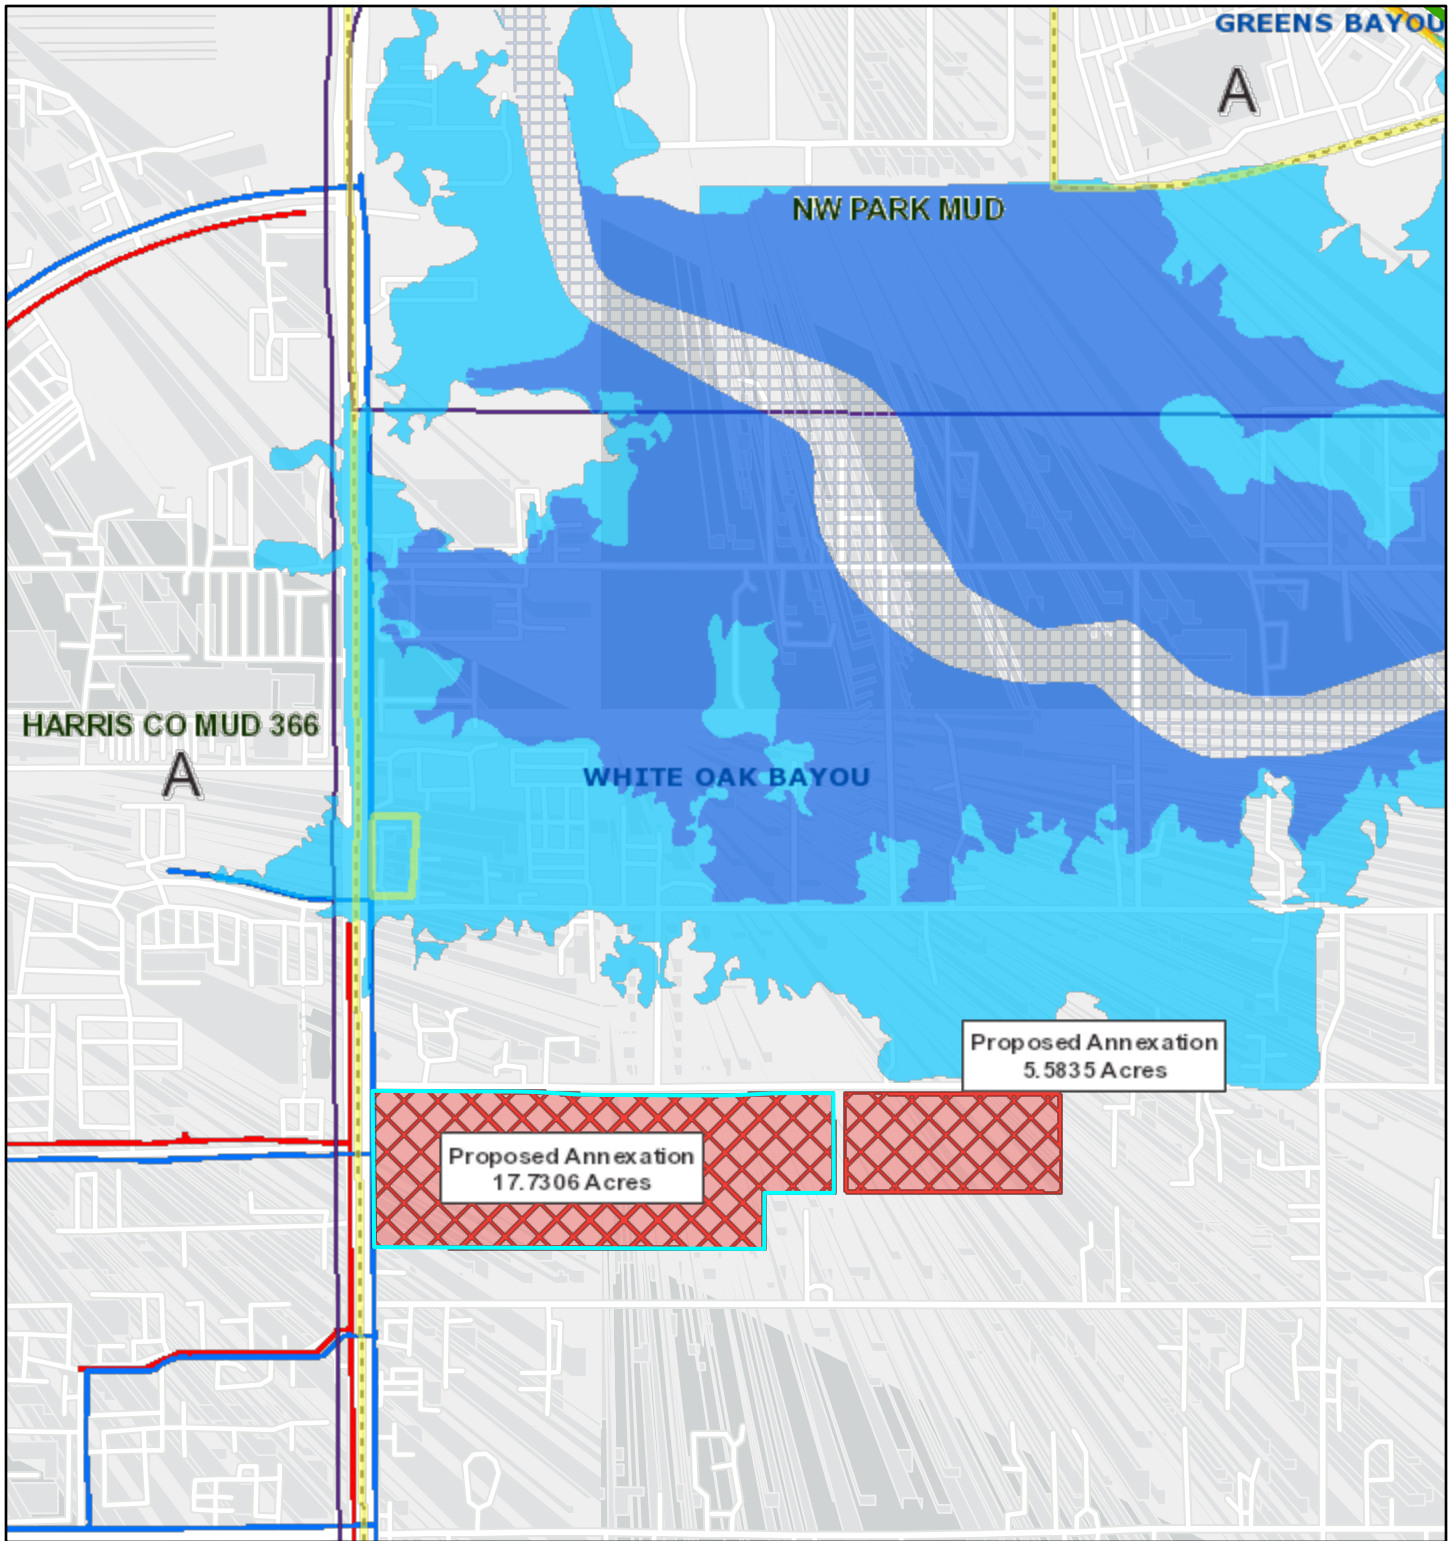 GREENS BAYOU
A
NW PARK MUD
HARRIS CO MUD 366
A
WHITE OAK BAYOU
Proposed Annexation
5.5835 Acres
Proposed Annexation
17.7306 Acres